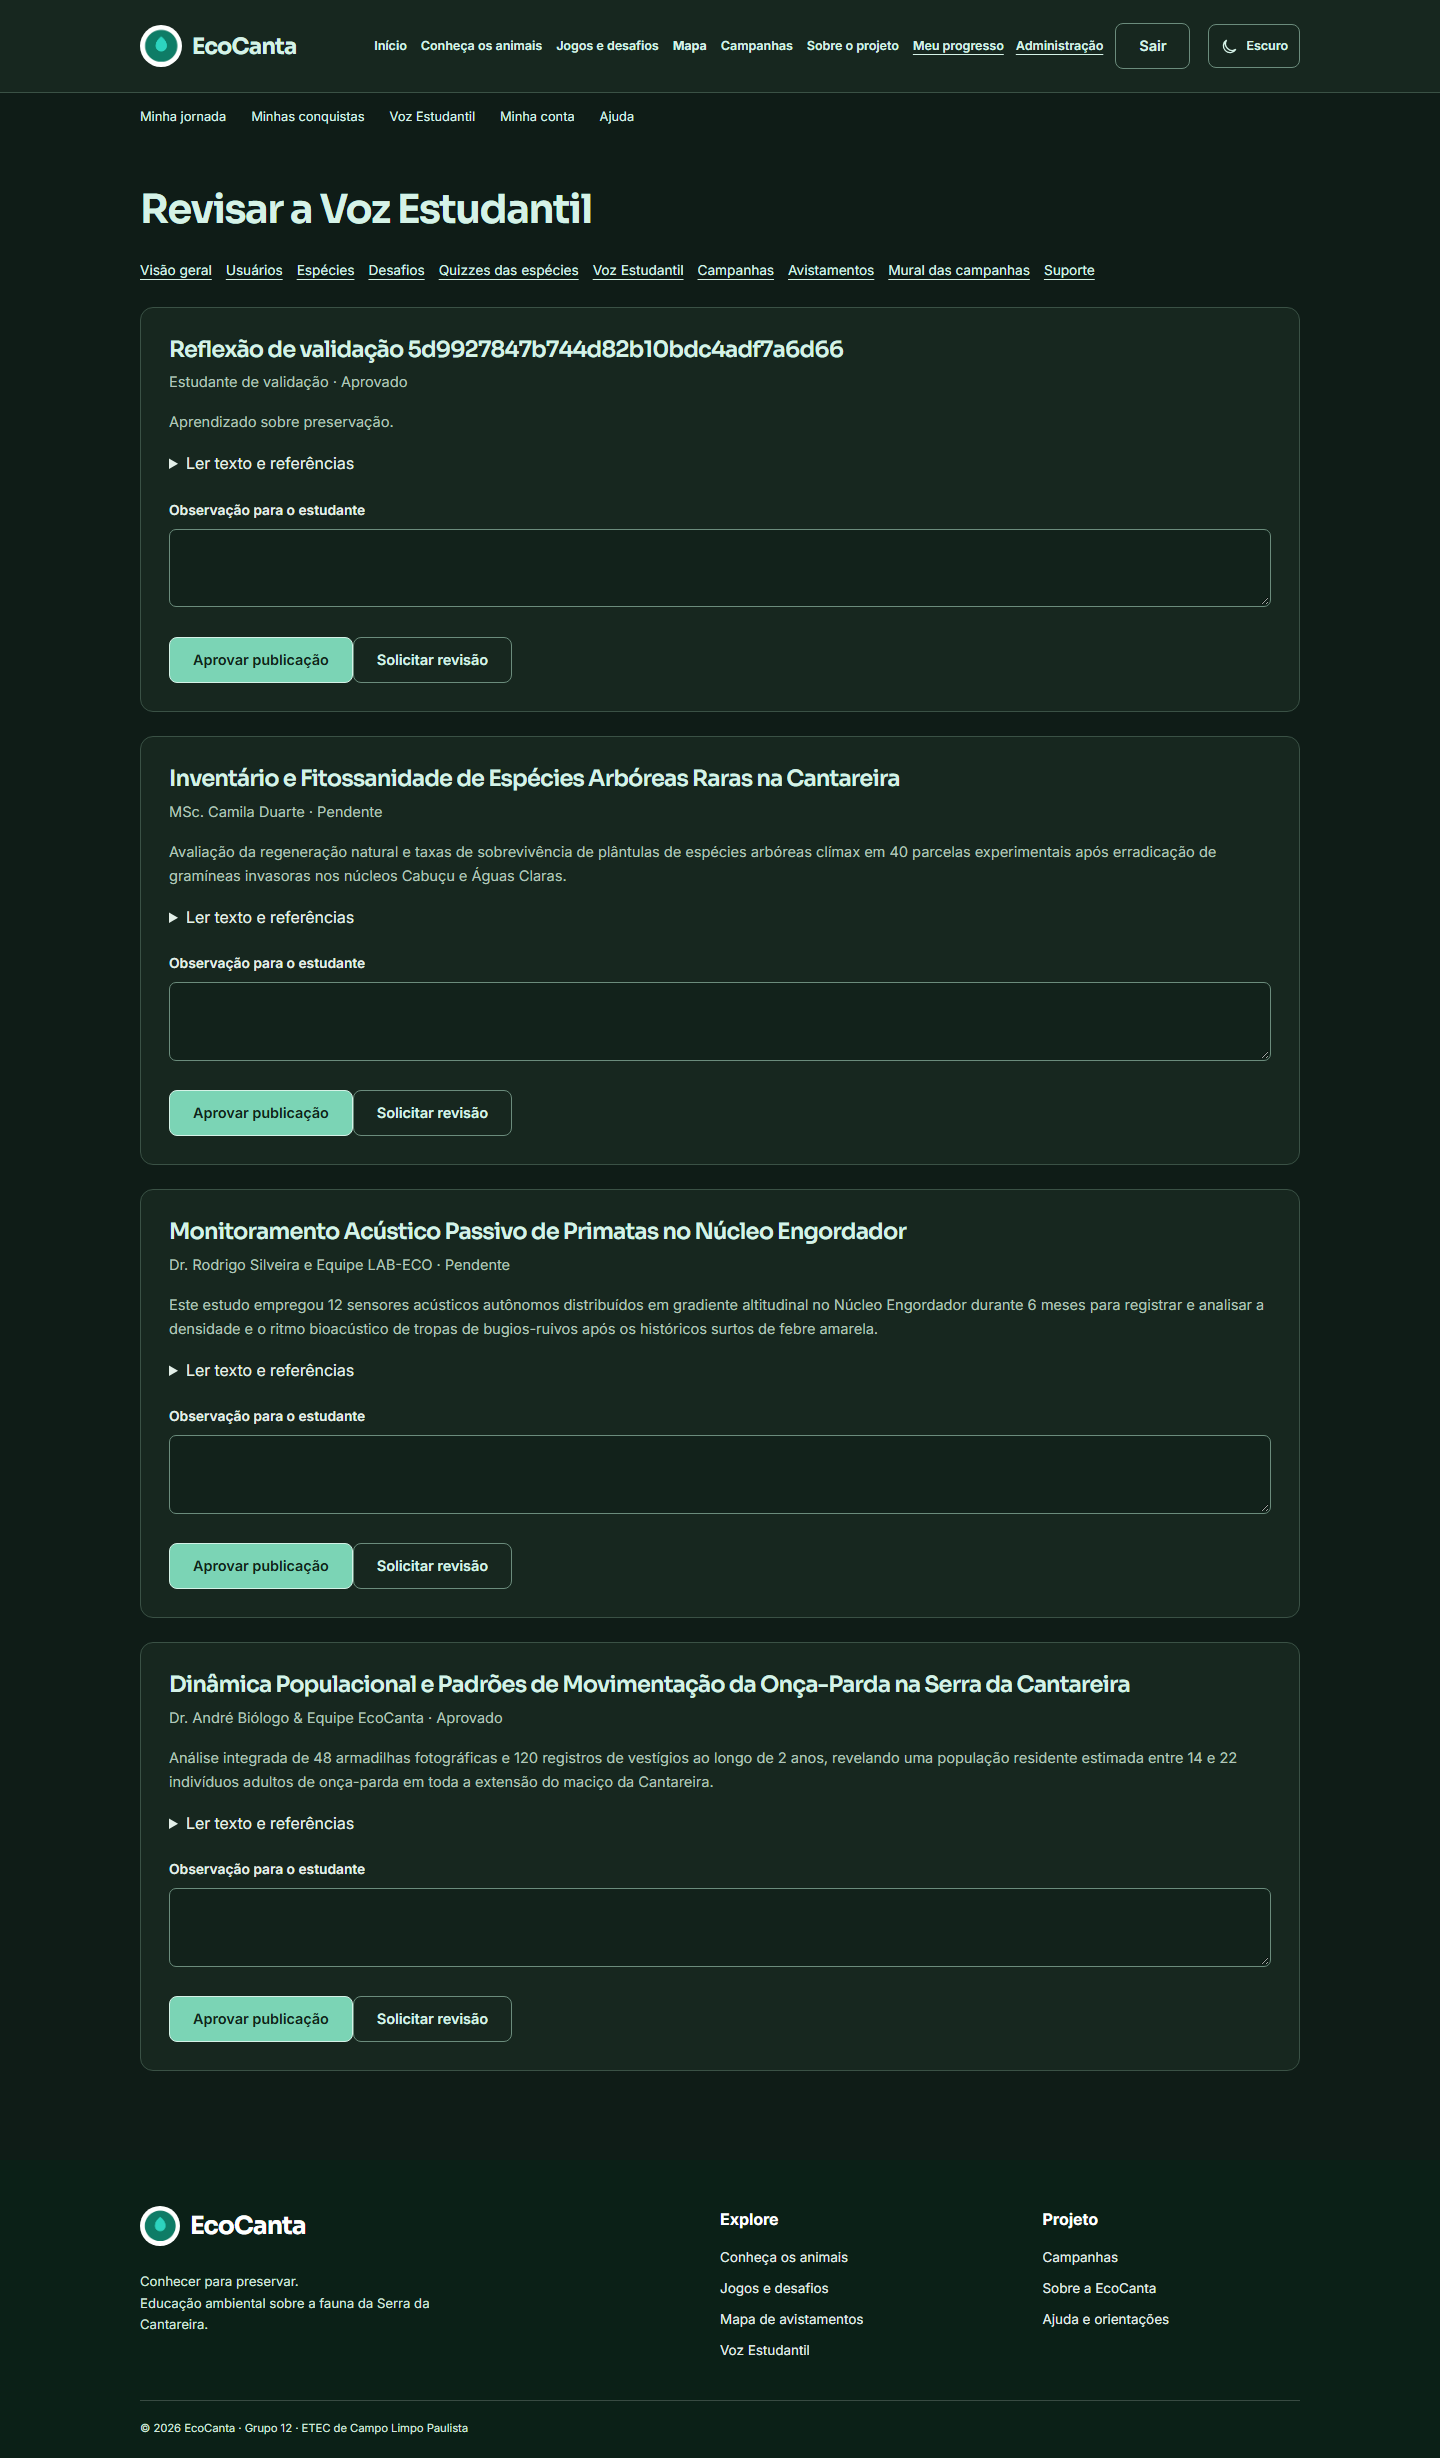 EcoCanta
Início Conheça os animais Jogos e desafios Mapa Campanhas Sobre o projeto Meu progresso Administração Sair Escuro
Minha jornada Minhas conquistas Voz Estudantil Minha conta Ajuda
Revisar a Voz Estudantil
Visão geral Usuários Espécies Desafios Quizzes das espécies Voz Estudantil Campanhas Avistamentos Mural das campanhas Suporte
Reflexão de validação 5d9927847b744d82b10bdc4adf7a6d66
Estudante de validação · Aprovado
Aprendizado sobre preservação.
Ler texto e referências
Observação para o estudante
Aprovar publicação Solicitar revisão
Inventário e Fitossanidade de Espécies Arbóreas Raras na Cantareira
MSc. Camila Duarte · Pendente
Avaliação da regeneração natural e taxas de sobrevivência de plântulas de espécies arbóreas clímax em 40 parcelas experimentais após erradicação de
gramíneas invasoras nos núcleos Cabuçu e Águas Claras.
Ler texto e referências
Observação para o estudante
Aprovar publicação Solicitar revisão
Monitoramento Acústico Passivo de Primatas no Núcleo Engordador
Dr. Rodrigo Silveira e Equipe LAB-ECO · Pendente
Este estudo empregou 12 sensores acústicos autônomos distribuídos em gradiente altitudinal no Núcleo Engordador durante 6 meses para registrar e analisar a
densidade e o ritmo bioacústico de tropas de bugios-ruivos após os históricos surtos de febre amarela.
Ler texto e referências
Observação para o estudante
Aprovar publicação Solicitar revisão
Dinâmica Populacional e Padrões de Movimentação da Onça-Parda na Serra da Cantareira
Dr. André Biólogo & Equipe EcoCanta · Aprovado
Análise integrada de 48 armadilhas fotográficas e 120 registros de vestígios ao longo de 2 anos, revelando uma população residente estimada entre 14 e 22
indivíduos adultos de onça-parda em toda a extensão do maciço da Cantareira.
Ler texto e referências
Observação para o estudante
Aprovar publicação Solicitar revisão
EcoCanta
Conhecer para preservar.
Educação ambiental sobre a fauna da Serra da
Cantareira.
Explore
Conheça os animais
Jogos e desafios
Mapa de avistamentos
Voz Estudantil
Projeto
Campanhas
Sobre a EcoCanta
Ajuda e orientações
© 2026 EcoCanta · Grupo 12 · ETEC de Campo Limpo Paulista